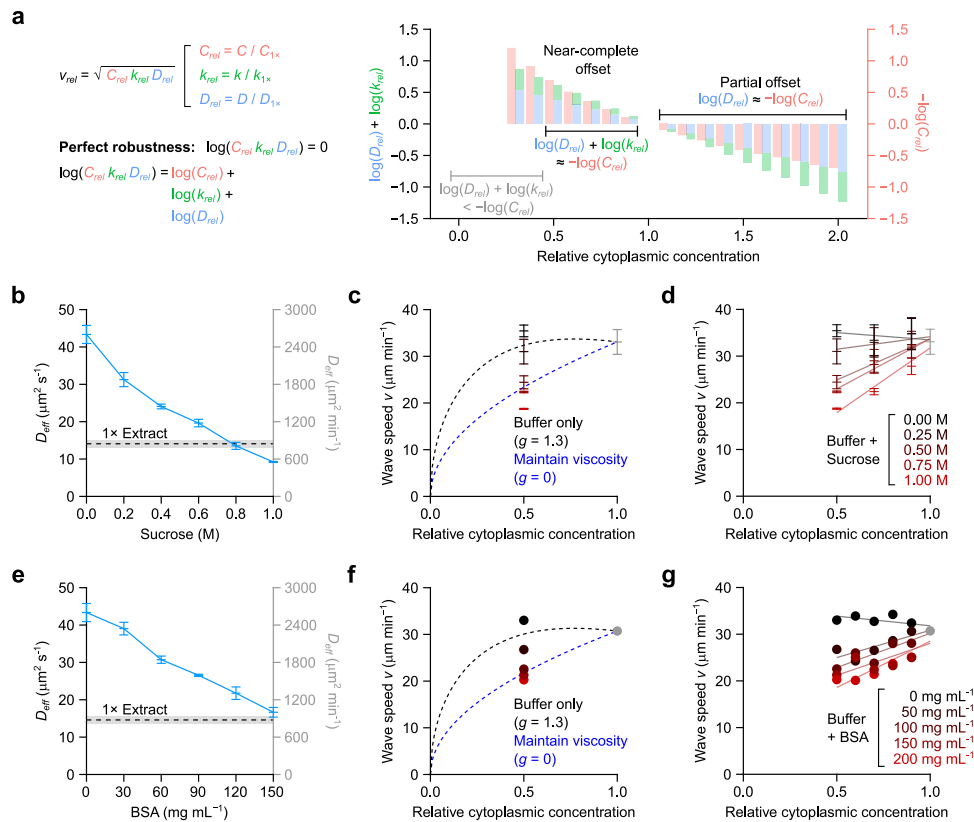 a
v_rel = √C_rel k_rel D_rel
C_rel = C / C_1×
k_rel = k / k_1×
D_rel = D / D_1×
Perfect robustness: log(C_rel k_rel D_rel) = 0
log(C_rel k_rel D_rel) = log(C_rel) +
log(k_rel) +
log(D_rel)
log(D_rel) + log(k_rel)
1.5
1.0
0.5
0.0
−0.5
−1.0
−1.5
Near-complete
offset
log(D_rel) + log(k_rel)
≈ −log(C_rel)
Partial offset
log(D_rel) ≈ −log(C_rel)
log(D_rel) + log(k_rel)
< −log(C_rel)
1.5
1.0
0.5
0.0
−0.5
−1.0
−1.5
−log(C_rel)
0.0 0.5 1.0 1.5 2.0
Relative cytoplasmic concentration
b
D_eff (μm² s⁻¹)
50
40
30
20
10
0
1× Extract
3000
2400
1800
1200
600
0
D_eff (μm² min⁻¹)
0.0 0.2 0.4 0.6 0.8 1.0
Sucrose (M)
c
Wave speed v (μm min⁻¹)
40
30
20
10
0
Buffer only
(g = 1.3)
Maintain viscosity
(g = 0)
0.0 0.5 1.0
Relative cytoplasmic concentration
d
Wave speed v (μm min⁻¹)
40
30
20
10
0
Buffer +
Sucrose
0.00 M
0.25 M
0.50 M
0.75 M
1.00 M
0.0 0.5 1.0
Relative cytoplasmic concentration
e
D_eff (μm² s⁻¹)
50
40
30
20
10
0
1× Extract
3000
2400
1800
1200
600
0
D_eff (μm² min⁻¹)
0 30 60 90 120 150
BSA (mg mL⁻¹)
f
Wave speed v (μm min⁻¹)
40
30
20
10
0
Buffer only
(g = 1.3)
Maintain viscosity
(g = 0)
0.0 0.5 1.0
Relative cytoplasmic concentration
g
Wave speed v (μm min⁻¹)
40
30
20
10
0
Buffer
+ BSA
0 mg mL⁻¹
50 mg mL⁻¹
100 mg mL⁻¹
150 mg mL⁻¹
200 mg mL⁻¹
0.0 0.5 1.0
Relative cytoplasmic concentration